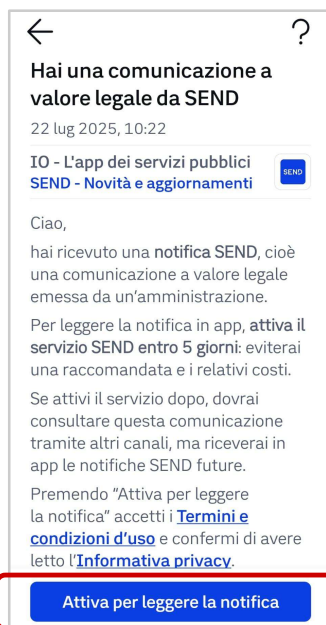 Hai una comunicazione a
valore legale da SEND
22 lug 2025, 10:22
IO - L'app dei servizi pubblici
SEND - Novità e aggiornamenti
SEND
Ciao,
hai ricevuto una notifica SEND, cioè
una comunicazione a valore legale
emessa da un’amministrazione.
Per leggere la notifica in app, attiva il
servizio SEND entro 5 giorni: eviterai
una raccomandata e i relativi costi.
Se attivi il servizio dopo, dovrai
consultare questa comunicazione
tramite altri canali, ma riceverai in
app le notifiche SEND future.
Premendo “Attiva per leggere
la notifica” accetti i Termini e
condizioni d’uso e confermi di avere
letto l’Informativa privacy.
Attiva per leggere la notifica